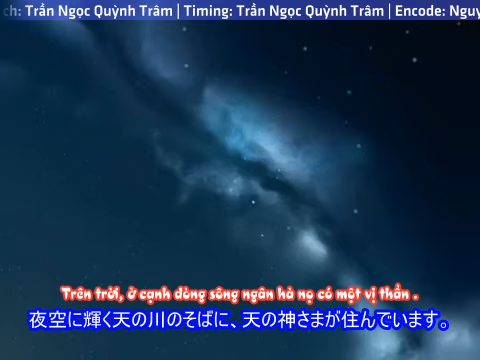 ch: Trần Ngọc Quỳnh Trâm | Timing: Trần Ngọc Quỳnh Trâm | Encode: Nguy
Trên trời, ở cạnh dòng sông ngân hà nọ có một vị thần .
夜空に輝く天の川のそばに、天の神さまが住んでいます。